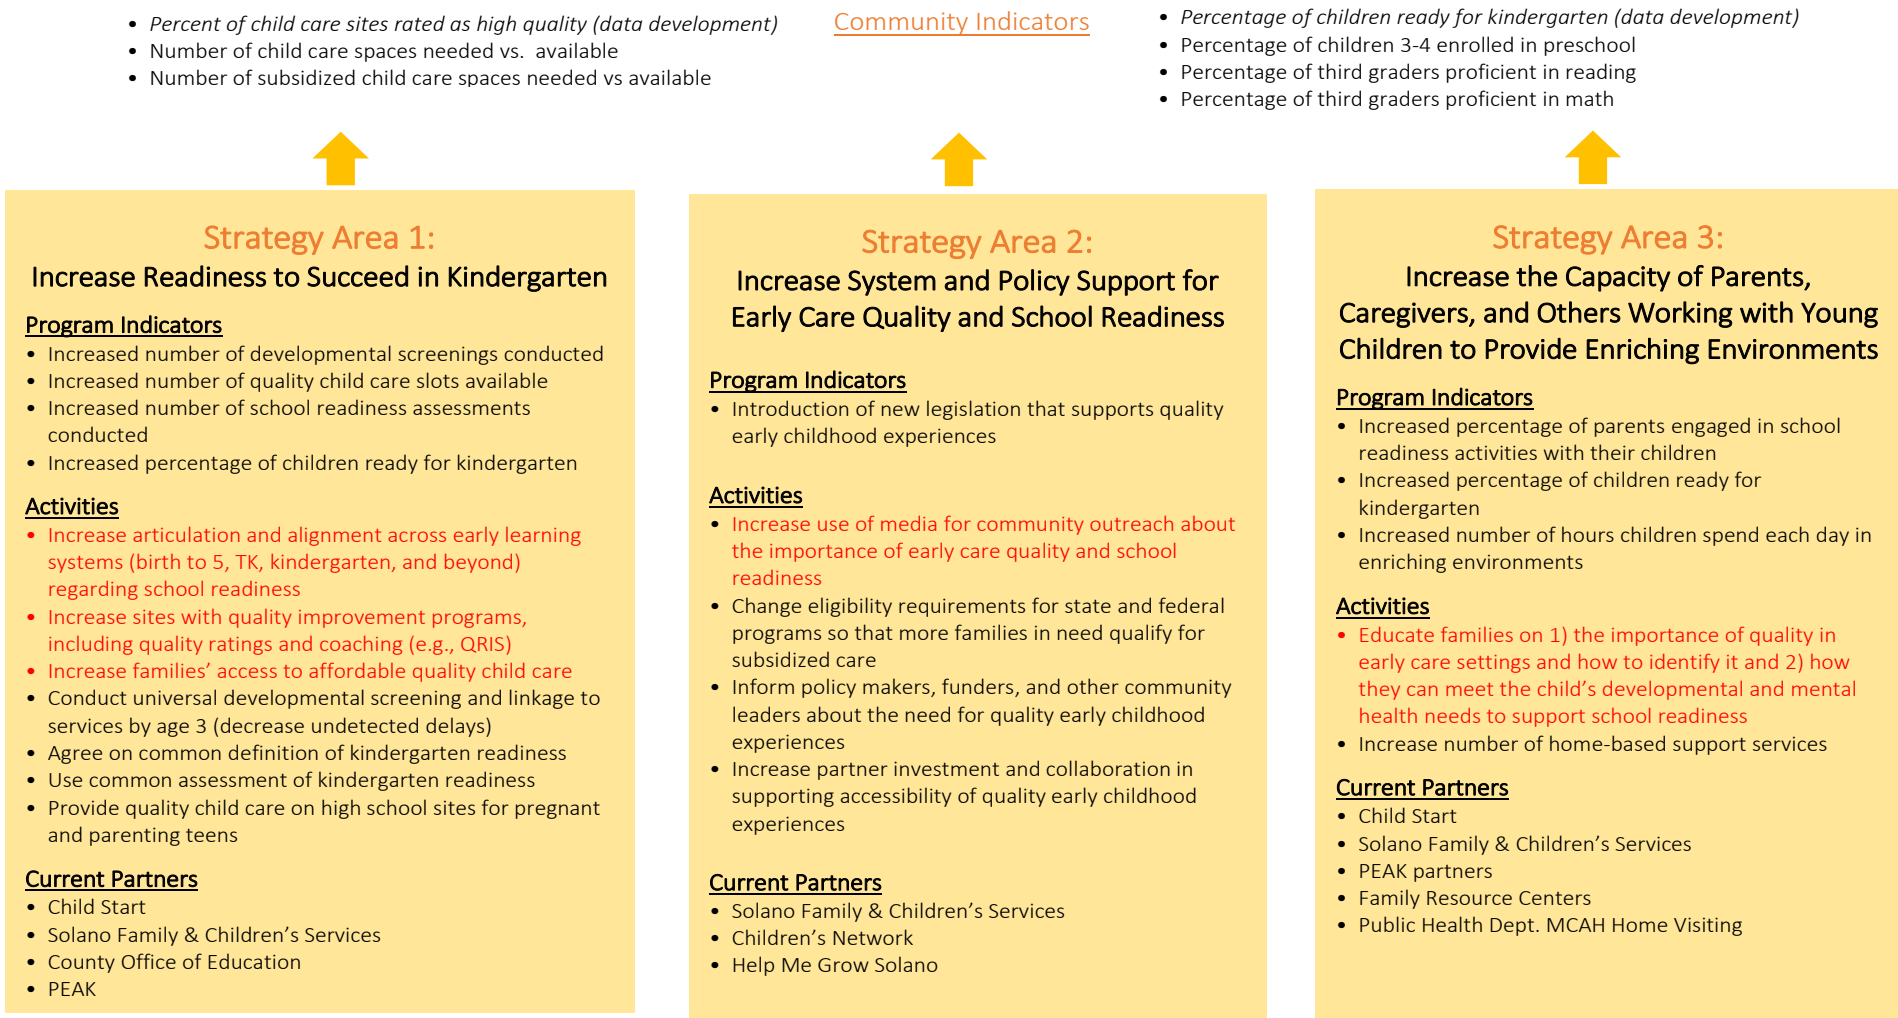 • Percent of child care sites rated as high quality (data development)
• Number of child care spaces needed vs. available
• Number of subsidized child care spaces needed vs available
Community Indicators
• Percentage of children ready for kindergarten (data development)
• Percentage of children 3-4 enrolled in preschool
• Percentage of third graders proficient in reading
• Percentage of third graders proficient in math
Strategy Area 1:
Increase Readiness to Succeed in Kindergarten
Program Indicators
• Increased number of developmental screenings conducted
• Increased number of quality child care slots available
• Increased number of school readiness assessments
conducted
• Increased percentage of children ready for kindergarten
Activities
• Increase articulation and alignment across early learning
systems (birth to 5, TK, kindergarten, and beyond)
regarding school readiness
• Increase sites with quality improvement programs,
including quality ratings and coaching (e.g., QRIS)
• Increase families’ access to affordable quality child care
• Conduct universal developmental screening and linkage to
services by age 3 (decrease undetected delays)
• Agree on common definition of kindergarten readiness
• Use common assessment of kindergarten readiness
• Provide quality child care on high school sites for pregnant
and parenting teens
Current Partners
• Child Start
• Solano Family & Children’s Services
• County Office of Education
• PEAK
Strategy Area 2:
Increase System and Policy Support for
Early Care Quality and School Readiness
Program Indicators
• Introduction of new legislation that supports quality
early childhood experiences
Activities
• Increase use of media for community outreach about
the importance of early care quality and school
readiness
• Change eligibility requirements for state and federal
programs so that more families in need qualify for
subsidized care
• Inform policy makers, funders, and other community
leaders about the need for quality early childhood
experiences
• Increase partner investment and collaboration in
supporting accessibility of quality early childhood
experiences
Current Partners
• Solano Family & Children’s Services
• Children’s Network
• Help Me Grow Solano
Strategy Area 3:
Increase the Capacity of Parents,
Caregivers, and Others Working with Young
Children to Provide Enriching Environments
Program Indicators
• Increased percentage of parents engaged in school
readiness activities with their children
• Increased percentage of children ready for
kindergarten
• Increased number of hours children spend each day in
enriching environments
Activities
• Educate families on 1) the importance of quality in
early care settings and how to identify it and 2) how
they can meet the child’s developmental and mental
health needs to support school readiness
• Increase number of home-based support services
Current Partners
• Child Start
• Solano Family & Children’s Services
• PEAK partners
• Family Resource Centers
• Public Health Dept. MCAH Home Visiting